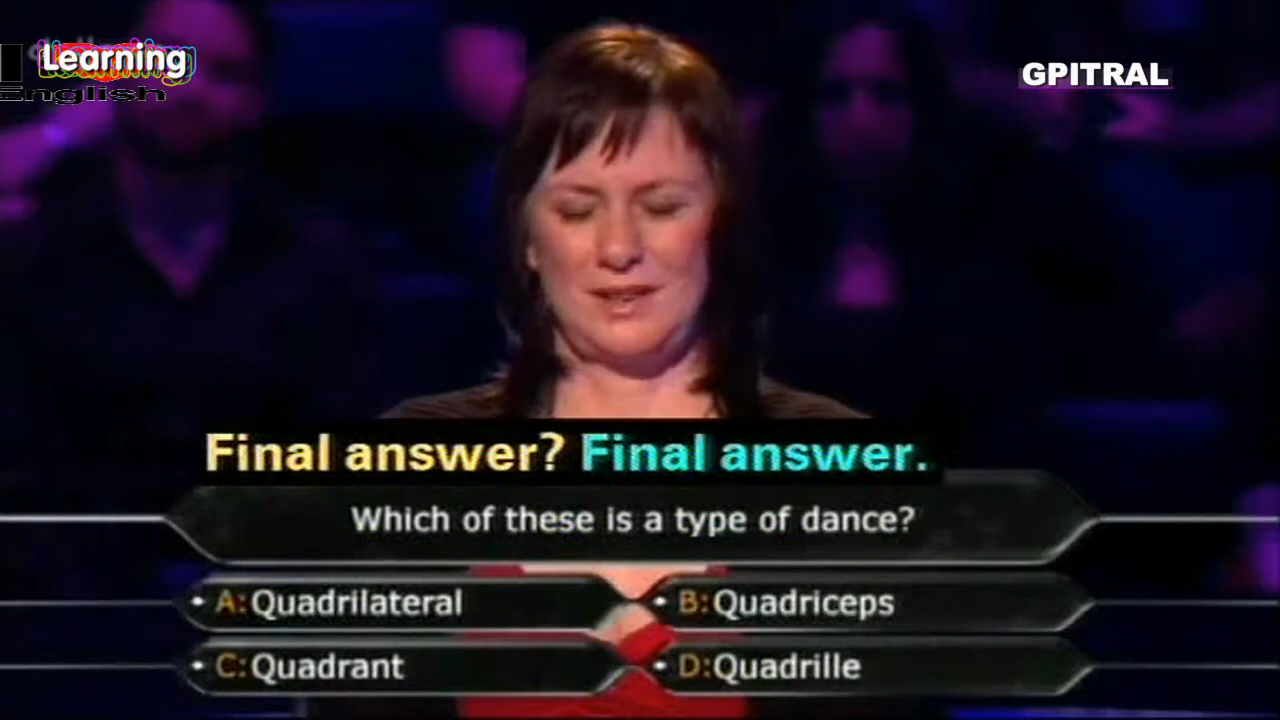 Learning
English
GPITRAL
Final answer? Final answer.
Which of these is a type of dance?
A: Quadrilateral
B: Quadriceps
C: Quadrant
D: Quadrille